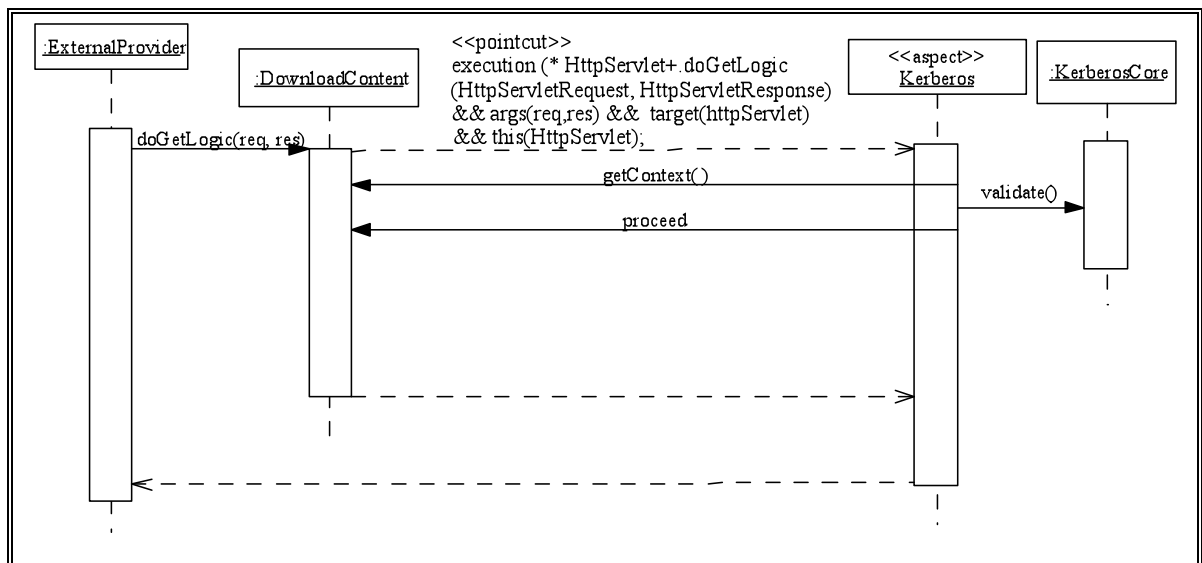 :ExternalProvider
:DownloadContent
<<pointcut>>
execution (* HttpServlet+.doGetLogic
(HttpServletRequest, HttpServletResponse)
&& args(req,res) && target(httpServlet)
&& this(HttpServlet);
<<aspect>>
Kerberos
:KerberosCore
doGetLogic(req, res)
getContext()
validate()
proceed